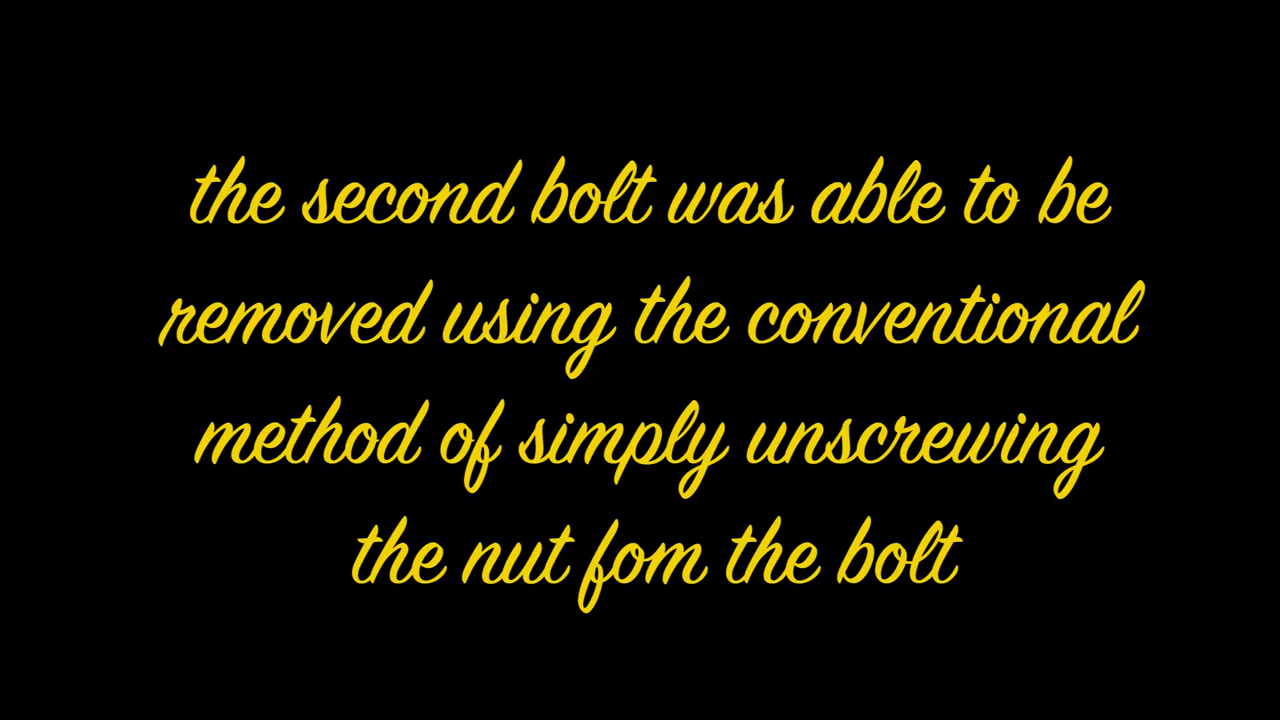 the second bolt was able to be
removed using the conventional
method of simply unscrewing
the nut fom the bolt